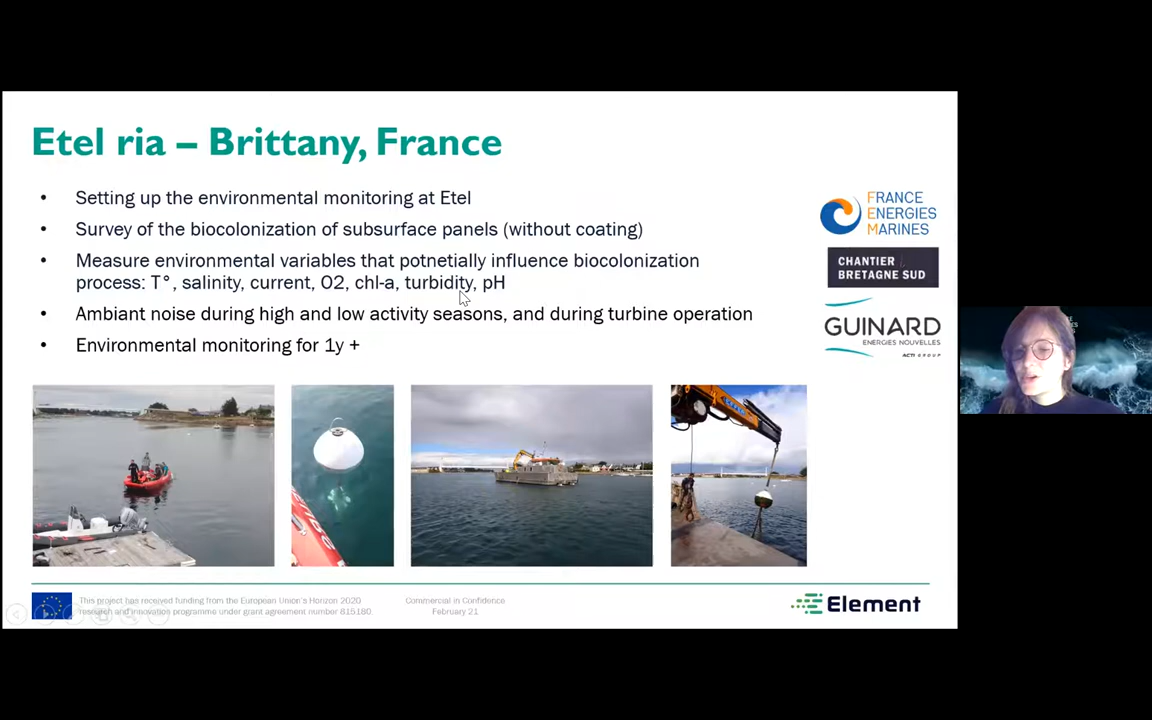 Etel ria – Brittany, France
• Setting up the environmental monitoring at Etel
• Survey of the biocolonization of subsurface panels (without coating)
• Measure environmental variables that potnetially influence biocolonization
process: T°, salinity, current, O2, chl-a, turbidity, pH
• Ambiant noise during high and low activity seasons, and during turbine operation
• Environmental monitoring for 1y +
FRANCE
ENERGIES
MARINES
CHANTIER
BRETAGNE SUD
GUINARD
ENERGIES NOUVELLES
ACTI GROUP
This project has received funding from the European Union's Horizon 2020
research and innovation programme under grant agreement number 815180.
Commercial in Confidence
February 21
Element